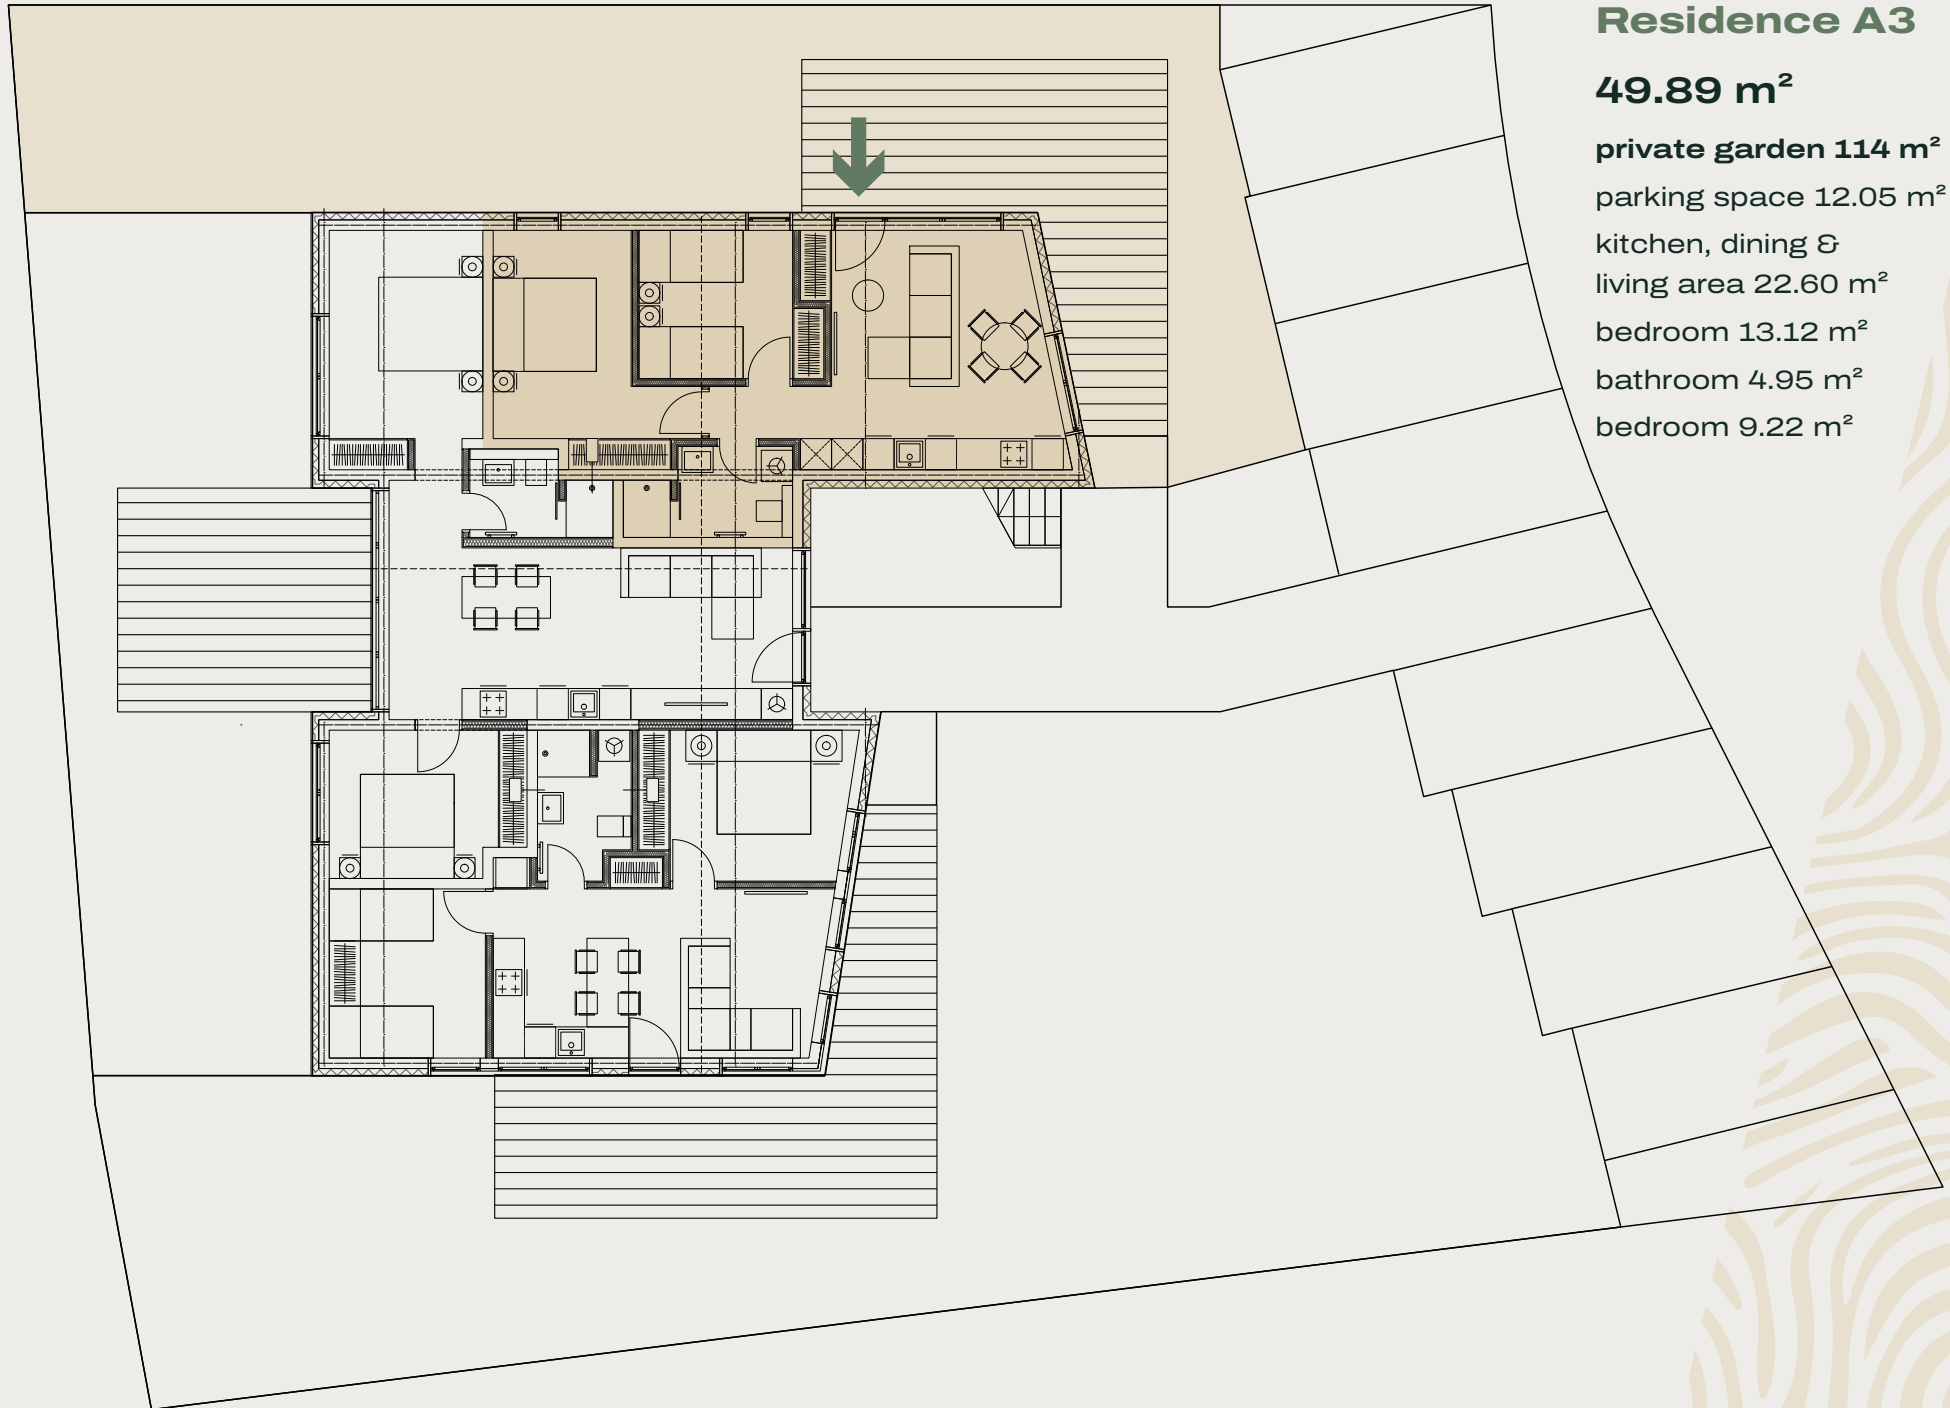 Residence A3
49.89 m²
private garden 114 m²
parking space 12.05 m²
kitchen, dining &
living area 22.60 m²
bedroom 13.12 m²
bathroom 4.95 m²
bedroom 9.22 m²